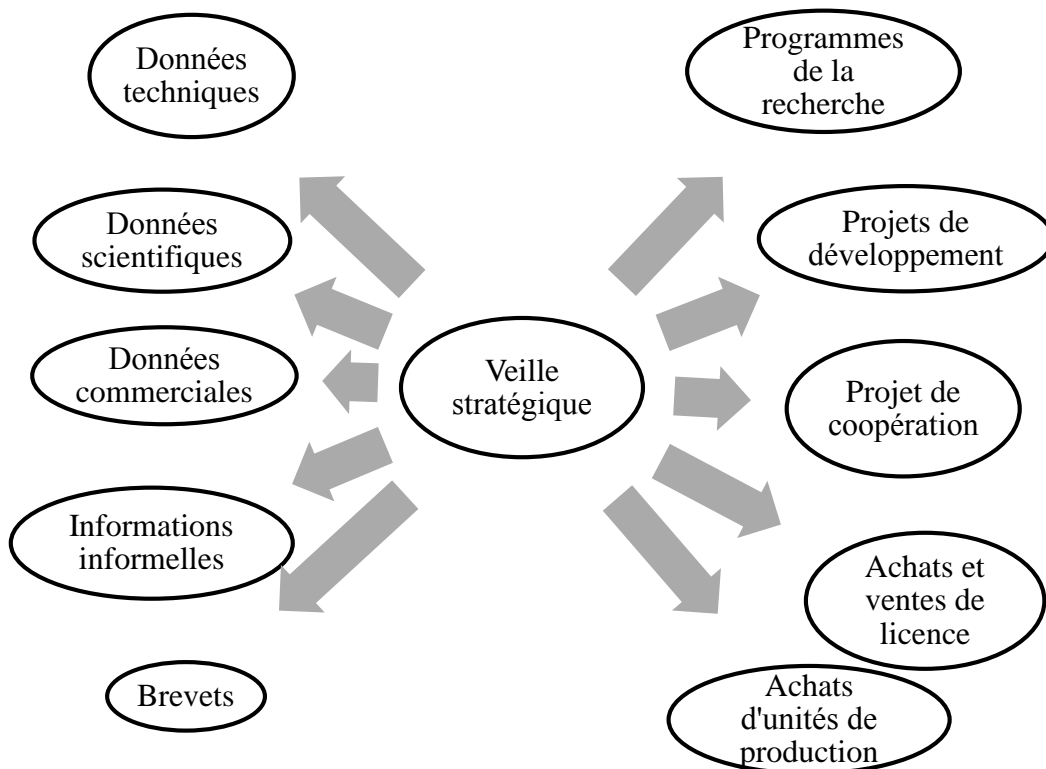 Données
techniques
Données
scientifiques
Données
commerciales
Informations
informelles
Brevets
Veille
stratégique
Programmes
de la
recherche
Projets de
développement
Projet de
coopération
Achats et
ventes de
licence
Achats
d'unités de
production